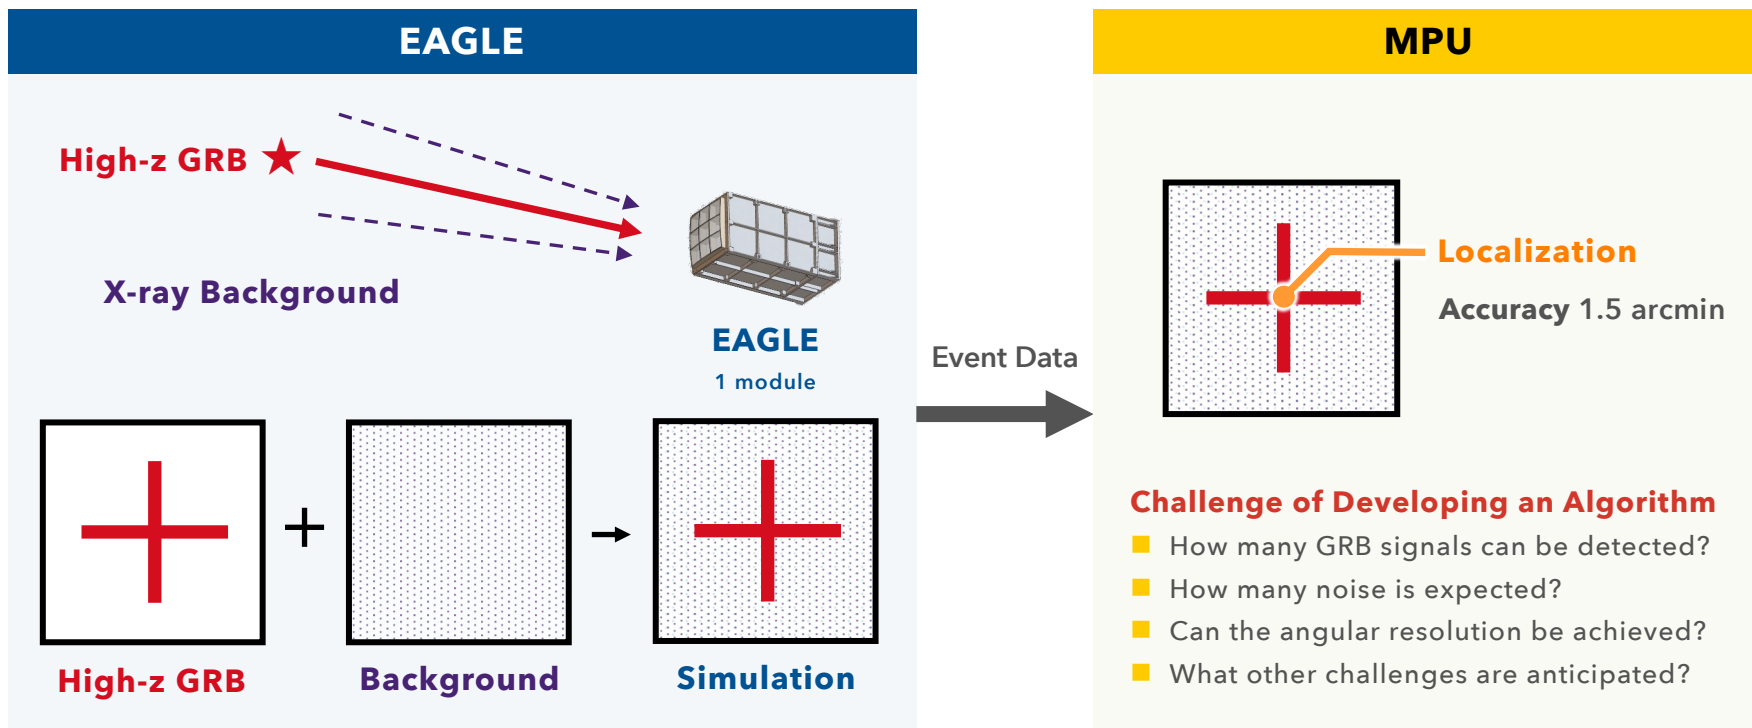 EAGLE
High-z GRB
X-ray Background
EAGLE
1 module
High-z GRB
Background
Simulation
Event Data
MPU
Localization
Accuracy 1.5 arcmin
Challenge of Developing an Algorithm
How many GRB signals can be detected?
How many noise is expected?
Can the angular resolution be achieved?
What other challenges are anticipated?